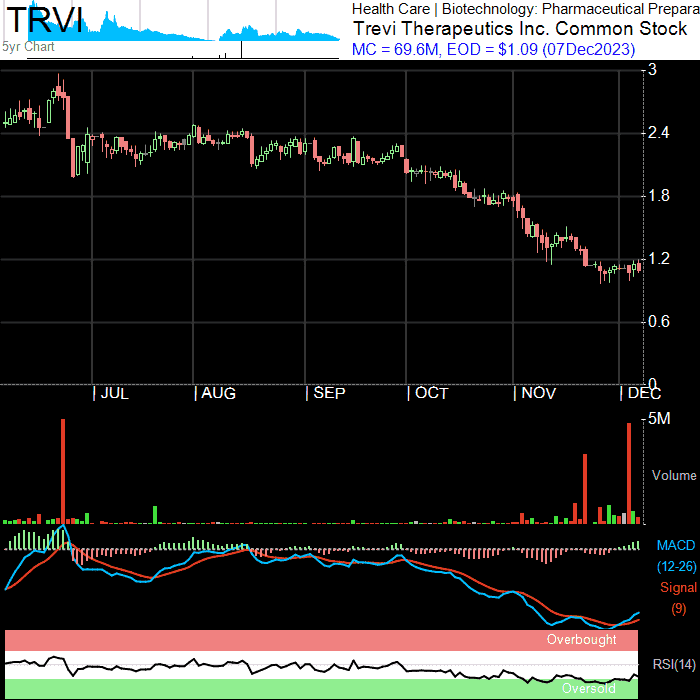 TRVI
Health Care | Biotechnology: Pharmaceutical Prepara
Trevi Therapeutics Inc. Common Stock
MC = 69.6M, EOD = $1.09 (07Dec2023)
5yr Chart
3
2.4
1.8
1.2
0.6
0
| JUL | AUG | SEP | OCT | NOV | DEC
5M
Volume
MACD
(12-26)
Signal
(9)
Overbought
RSI(14)
Oversold